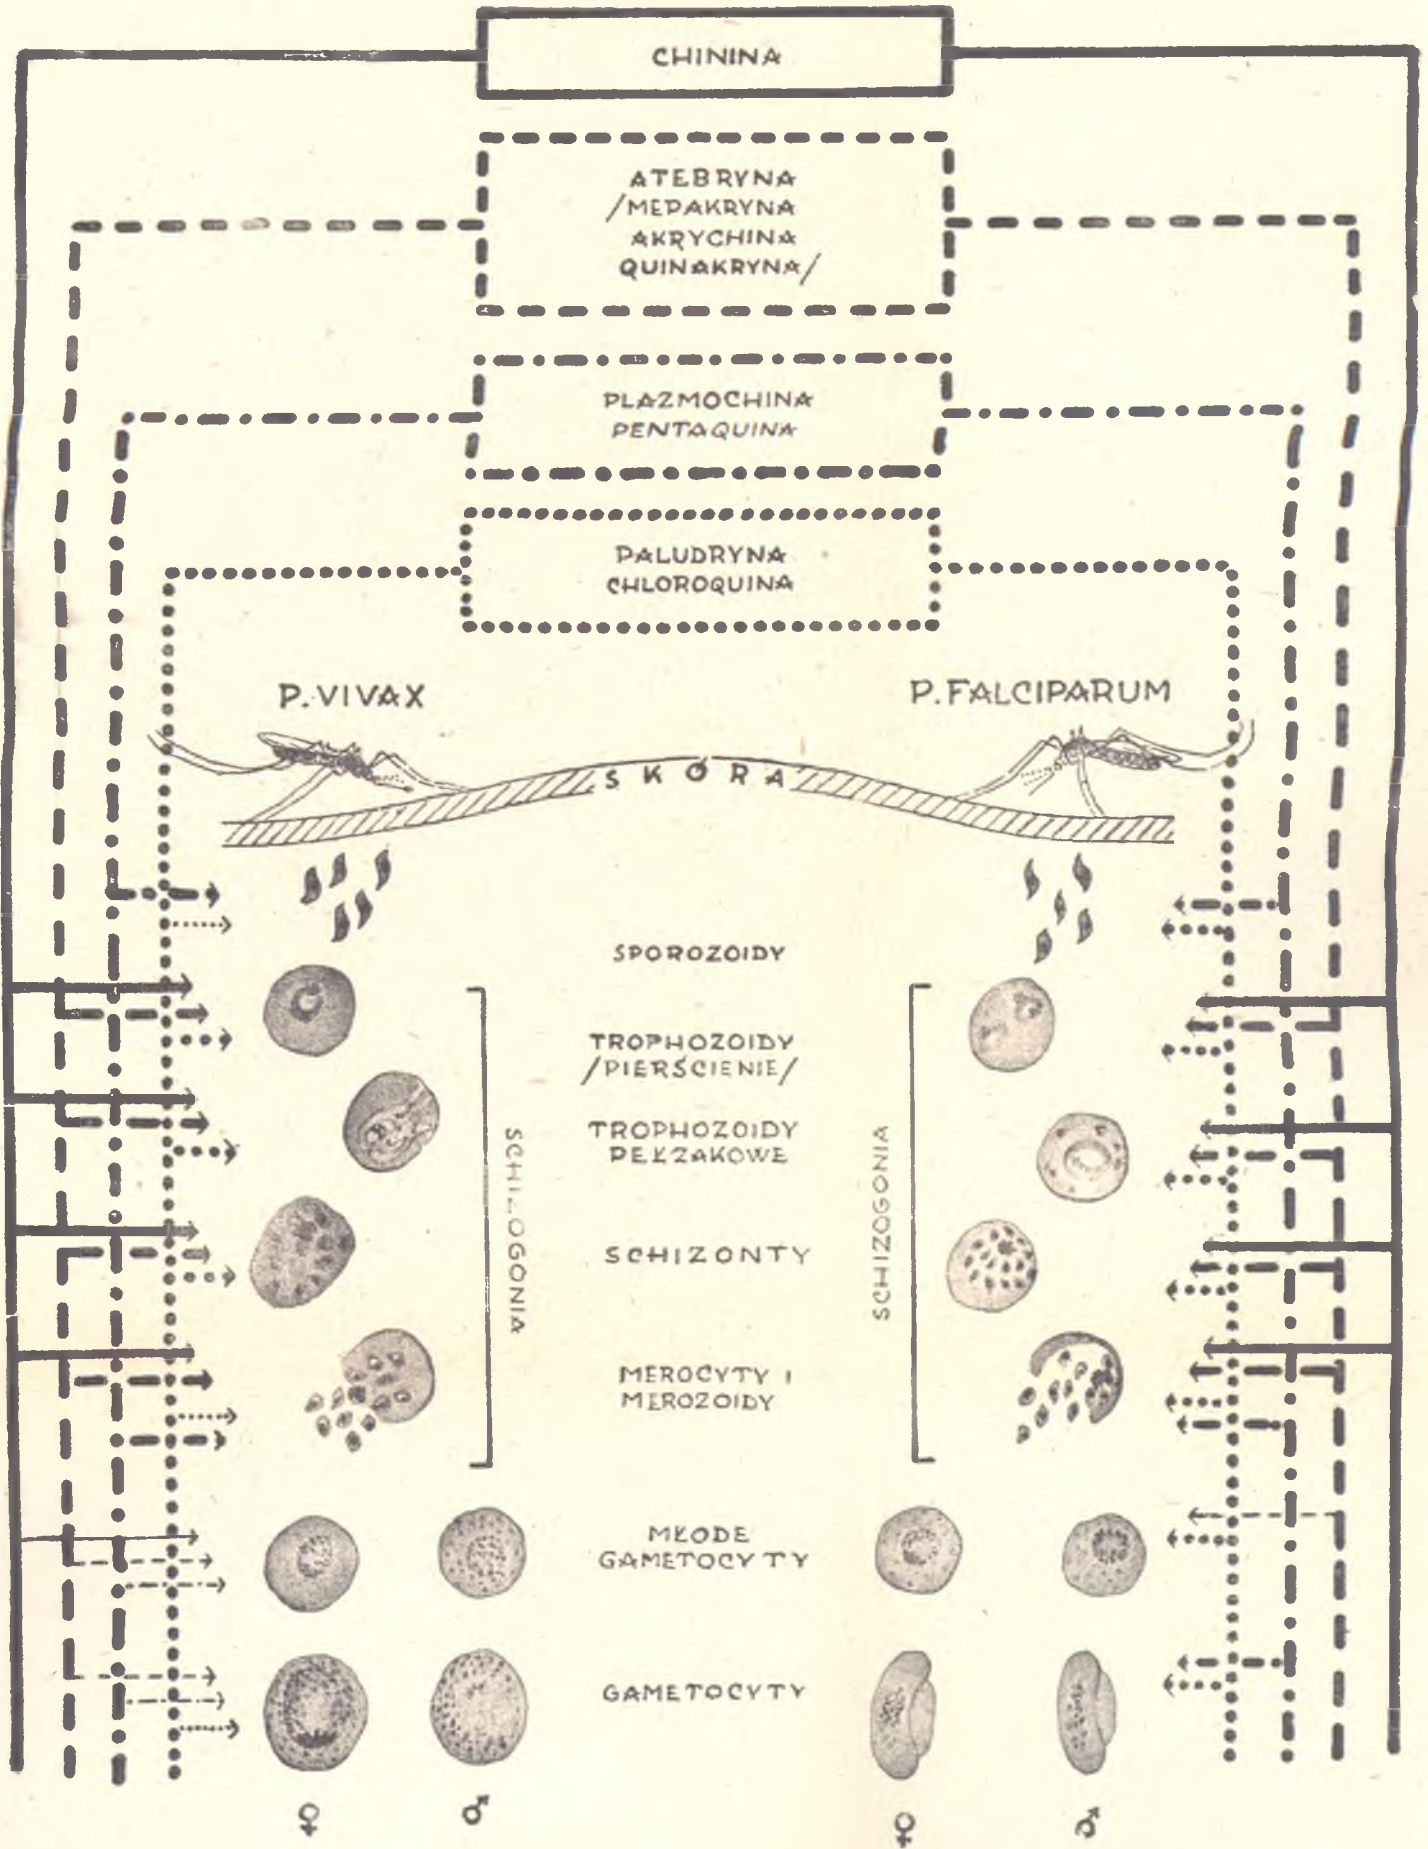 CHININA
ATEBRYNA
/MEPAKRYNA
AKRYCHINA
QUINAKRYNA/
PLAZMOCHINA
PENTAQUINA
PALUDRYNA
CHLOROQUINA
P. VIVAX
P. FALCIPARUM
SKÓRA
SPOROZOIDY
TROPHOZOIDY
/PIERŚCIENIE/
TROPHOZOIDY
PEŁZAKOWE
SCHIZOGONIA
SCHIZOGONIA
SCHIZONTY
MEROCYTY I
MEROZOIDY
MŁODE
GAMETOCYTY
GAMETOCYTY
♀ ♂ ♀ ♂